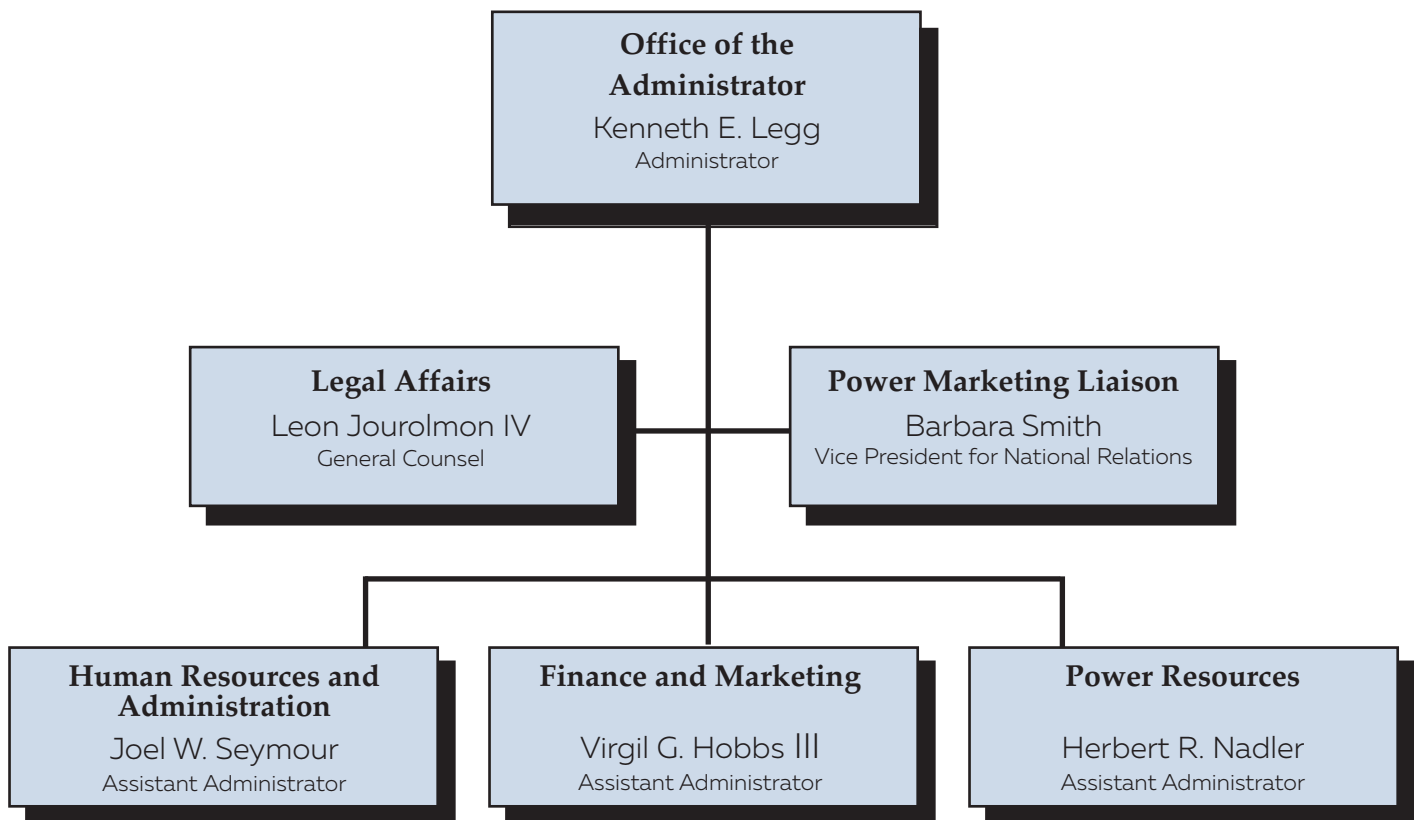 Office of the
Administrator
Kenneth E. Legg
Administrator
Legal Affairs
Leon Jourolmon IV
General Counsel
Power Marketing Liaison
Barbara Smith
Vice President for National Relations
Human Resources and
Administration
Joel W. Seymour
Assistant Administrator
Finance and Marketing
Virgil G. Hobbs III
Assistant Administrator
Power Resources
Herbert R. Nadler
Assistant Administrator